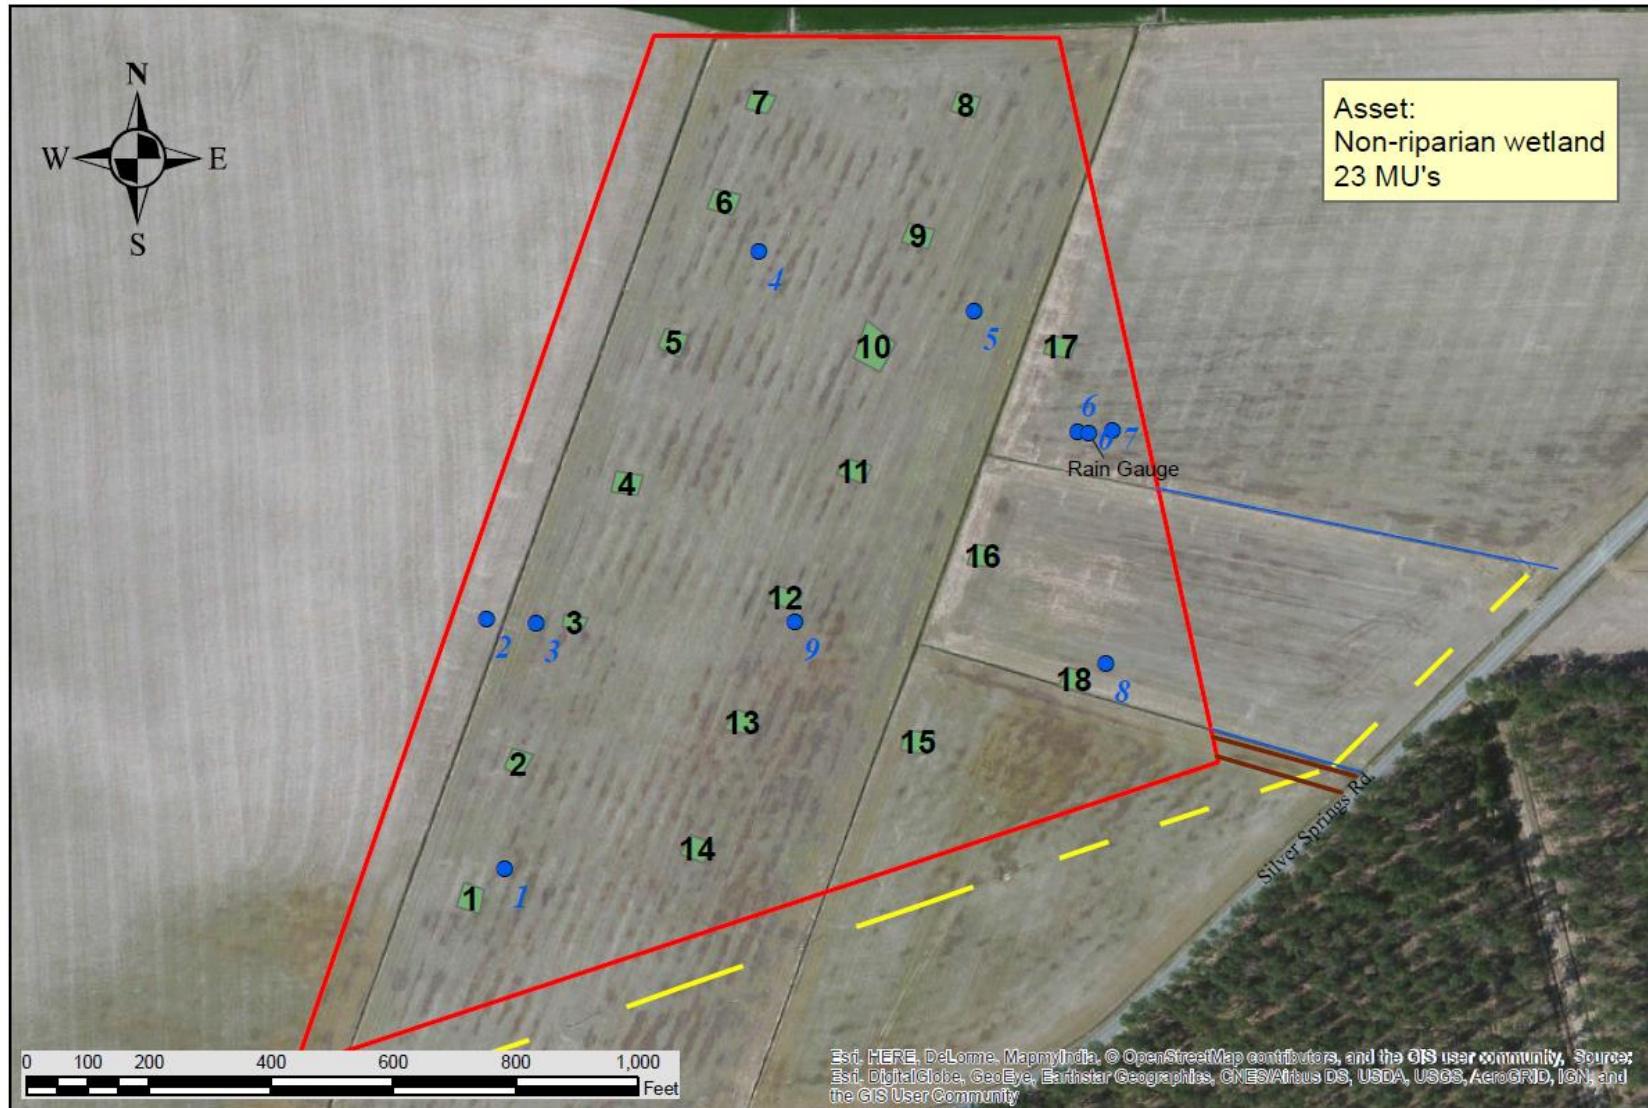 N
W E
S
Asset:
Non-riparian wetland
23 MU's
7
8
6
9
4
5
5
10
17
6
6 7
Rain Gauge
4
11
16
12
3
2
3
9
18
8
13
15
2
14
1
1
Silver Springs Rd.
0 100 200 400 600 800 1,000
Feet
Esri, HERE, DeLorme, MapmyIndia, © OpenStreetMap contributors, and the GIS user community, Source:
Esri, DigitalGlobe, GeoEye, Earthstar Geographics, CNES/Airbus DS, USDA, USGS, AeroGRID, IGN, and
the GIS User Community